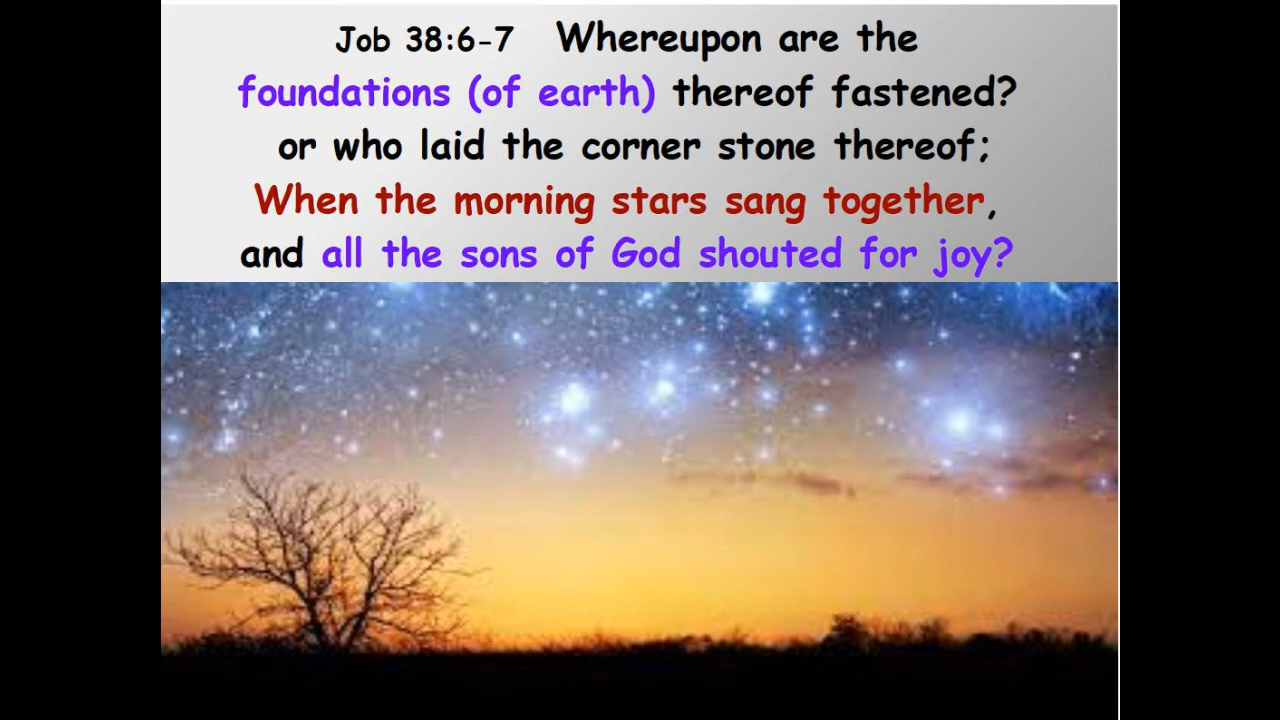 Job 38:6-7 Whereupon are the
foundations (of earth) thereof fastened?
or who laid the corner stone thereof;
When the morning stars sang together,
and all the sons of God shouted for joy?